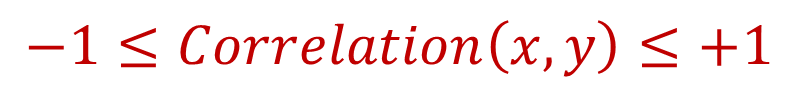 −1 ≤ Correlation(x, y) ≤ +1